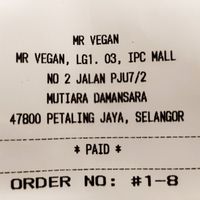 MR VEGAN
MR VEGAN, LG1. 03, IPC MALL
NO 2 JALAN PJU7/2
MUTIARA DAMANSARA
47800 PETALING JAYA, SELANGOR
* PAID *
ORDER NO: #1-8